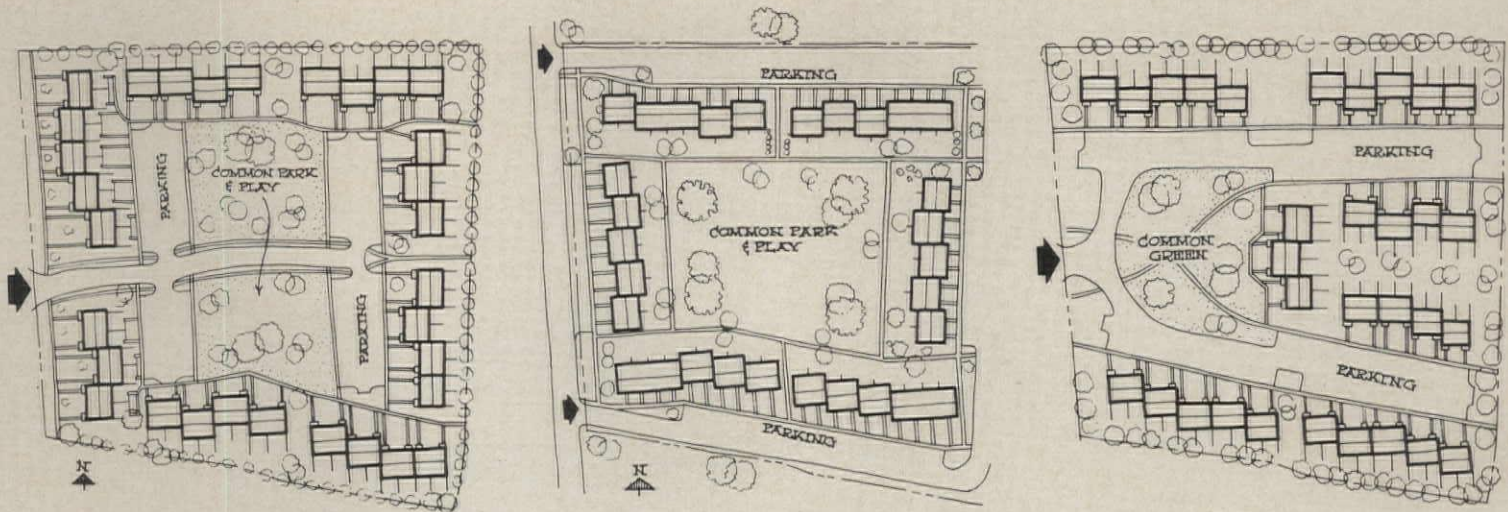 COMMON PARK
& PLAY
PARKING
PARKING
N
PARKING
COMMON PARK
& PLAY
PARKING
N
PARKING
COMMON
GREEN
PARKING